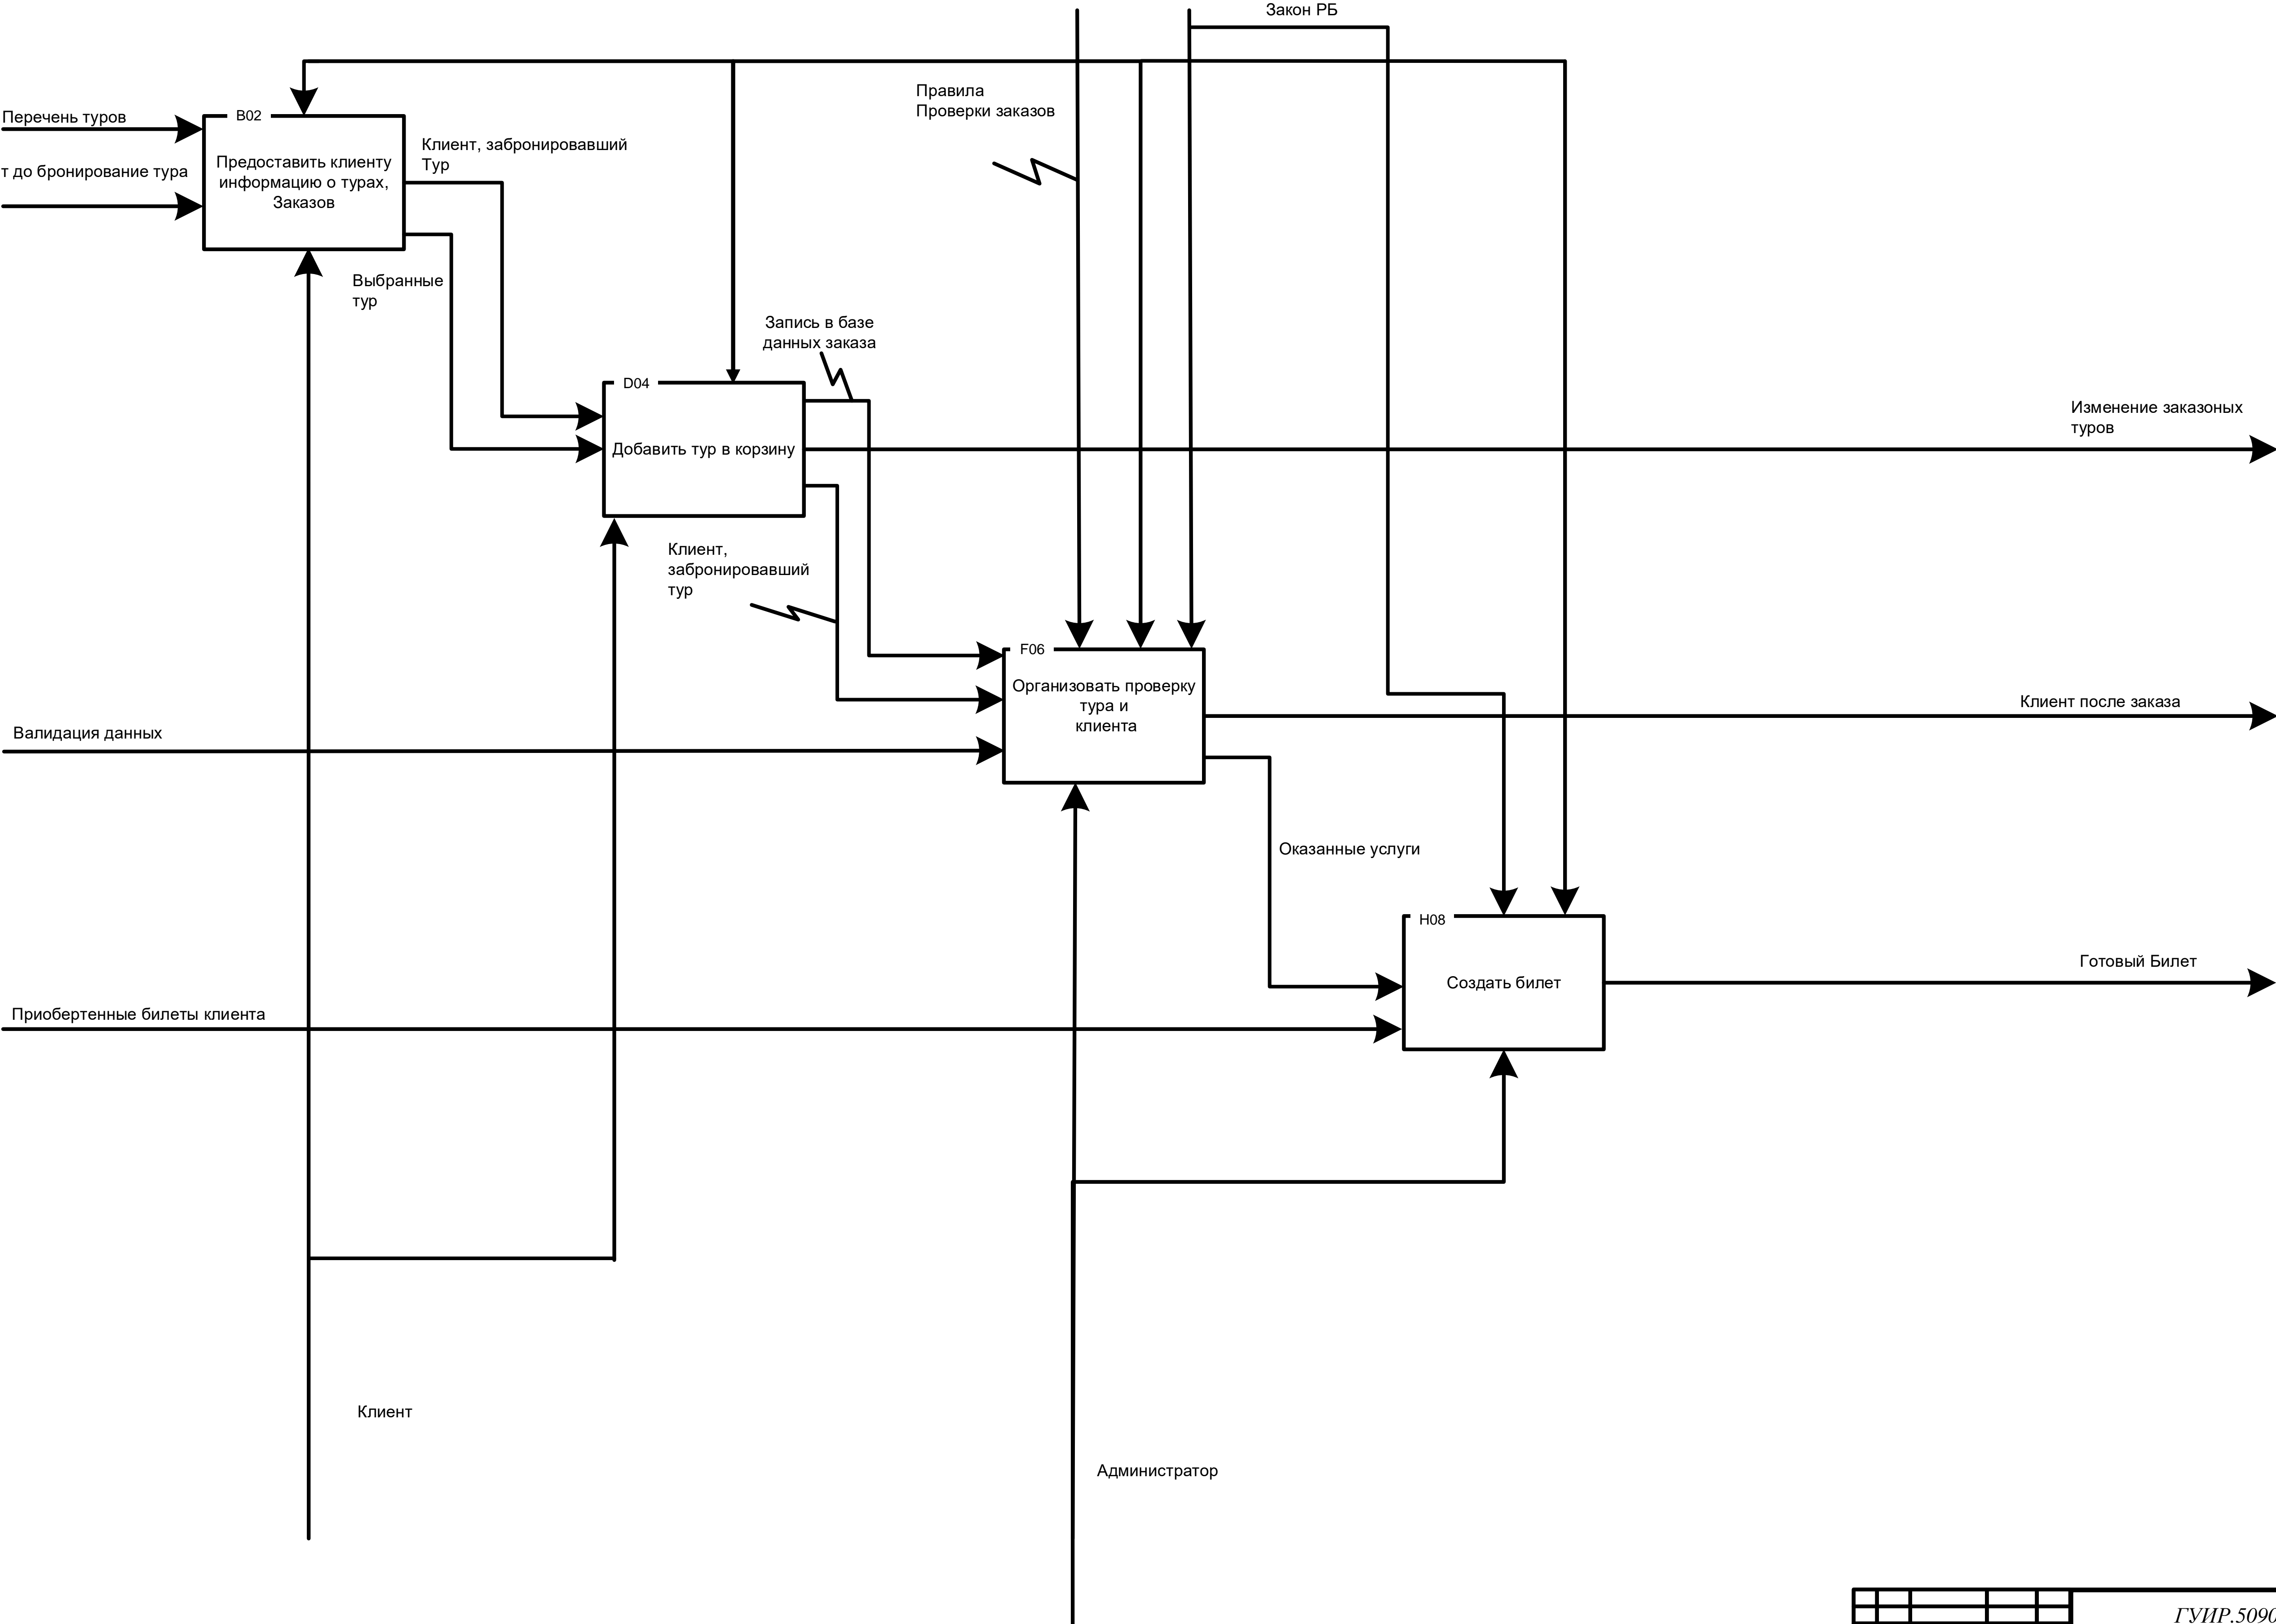 Закон РБ
Правила
Проверки заказов
Перечень туров
B02
т до бронирование тура
Предоставить клиенту
информацию о турах,
Заказов
Клиент, забронировавший
Тур
Выбранные
тур
Запись в базе
данных заказа
D04
Добавить тур в корзину
Изменение заказоных
туров
Клиент,
забронировавший
тур
F06
Организовать проверку
тура и
клиента
Клиент после заказа
Валидация данных
Оказанные услуги
H08
Создать билет
Готовый Билет
Приобертенные билеты клиента
Клиент
Администратор
ГУИР.5090